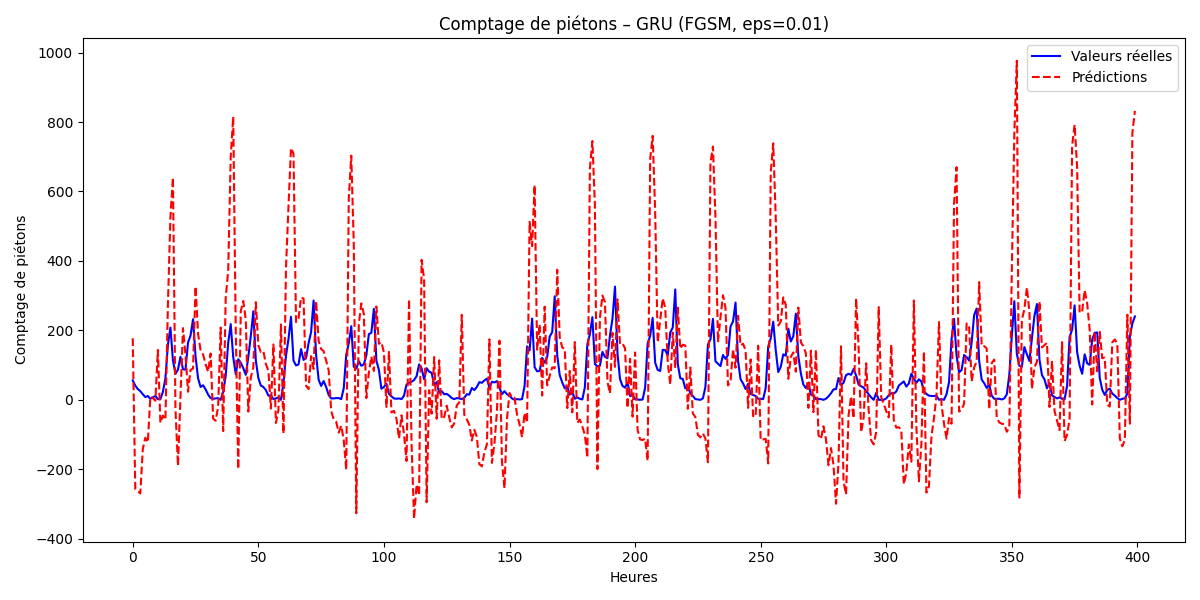 Comptage de piétons – GRU (FGSM, eps=0.01)
Valeurs réelles
Prédictions
Comptage de piétons
1000
800
600
400
200
0
−200
−400
0 50 100 150 200 250 300 350 400
Heures